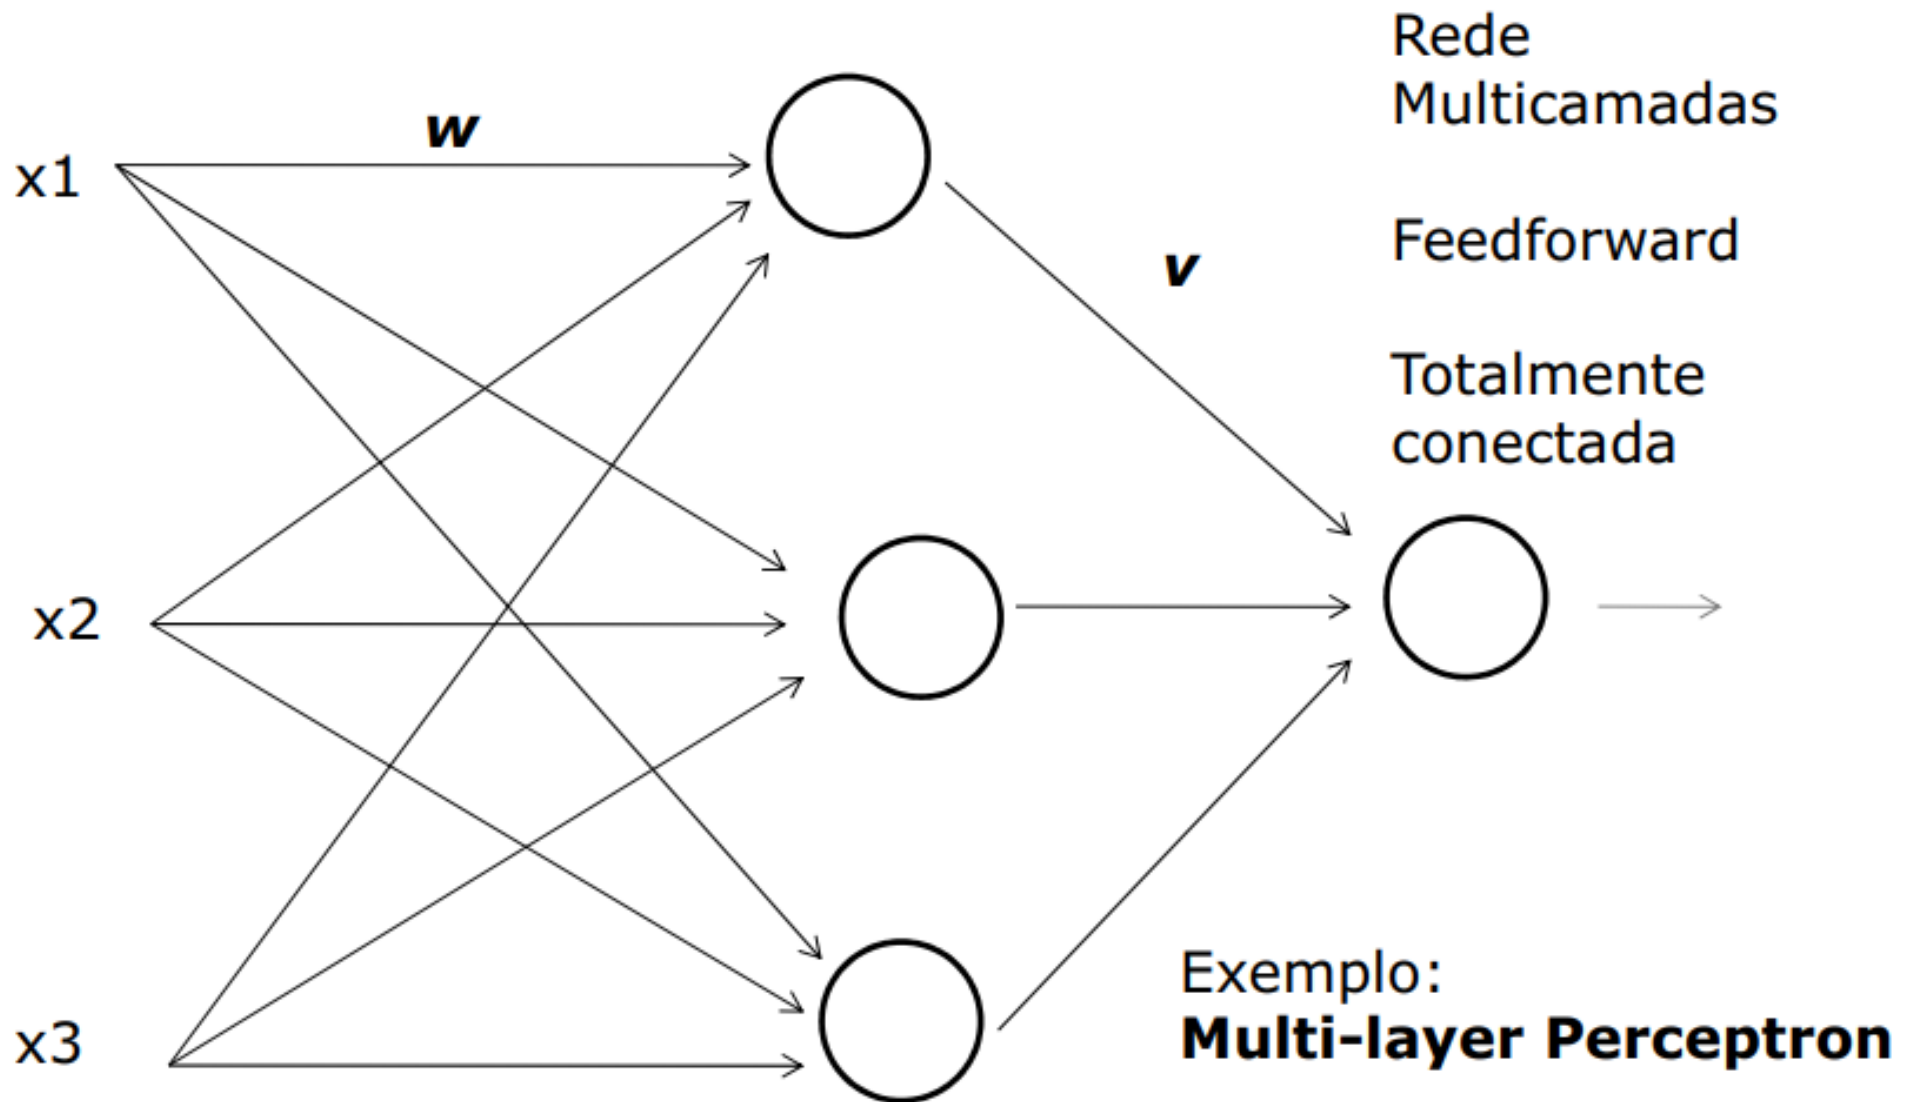 Rede
Multicamadas
w
x1
Feedforward
v
Totalmente
conectada
x2
Exemplo:
Multi-layer Perceptron
x3